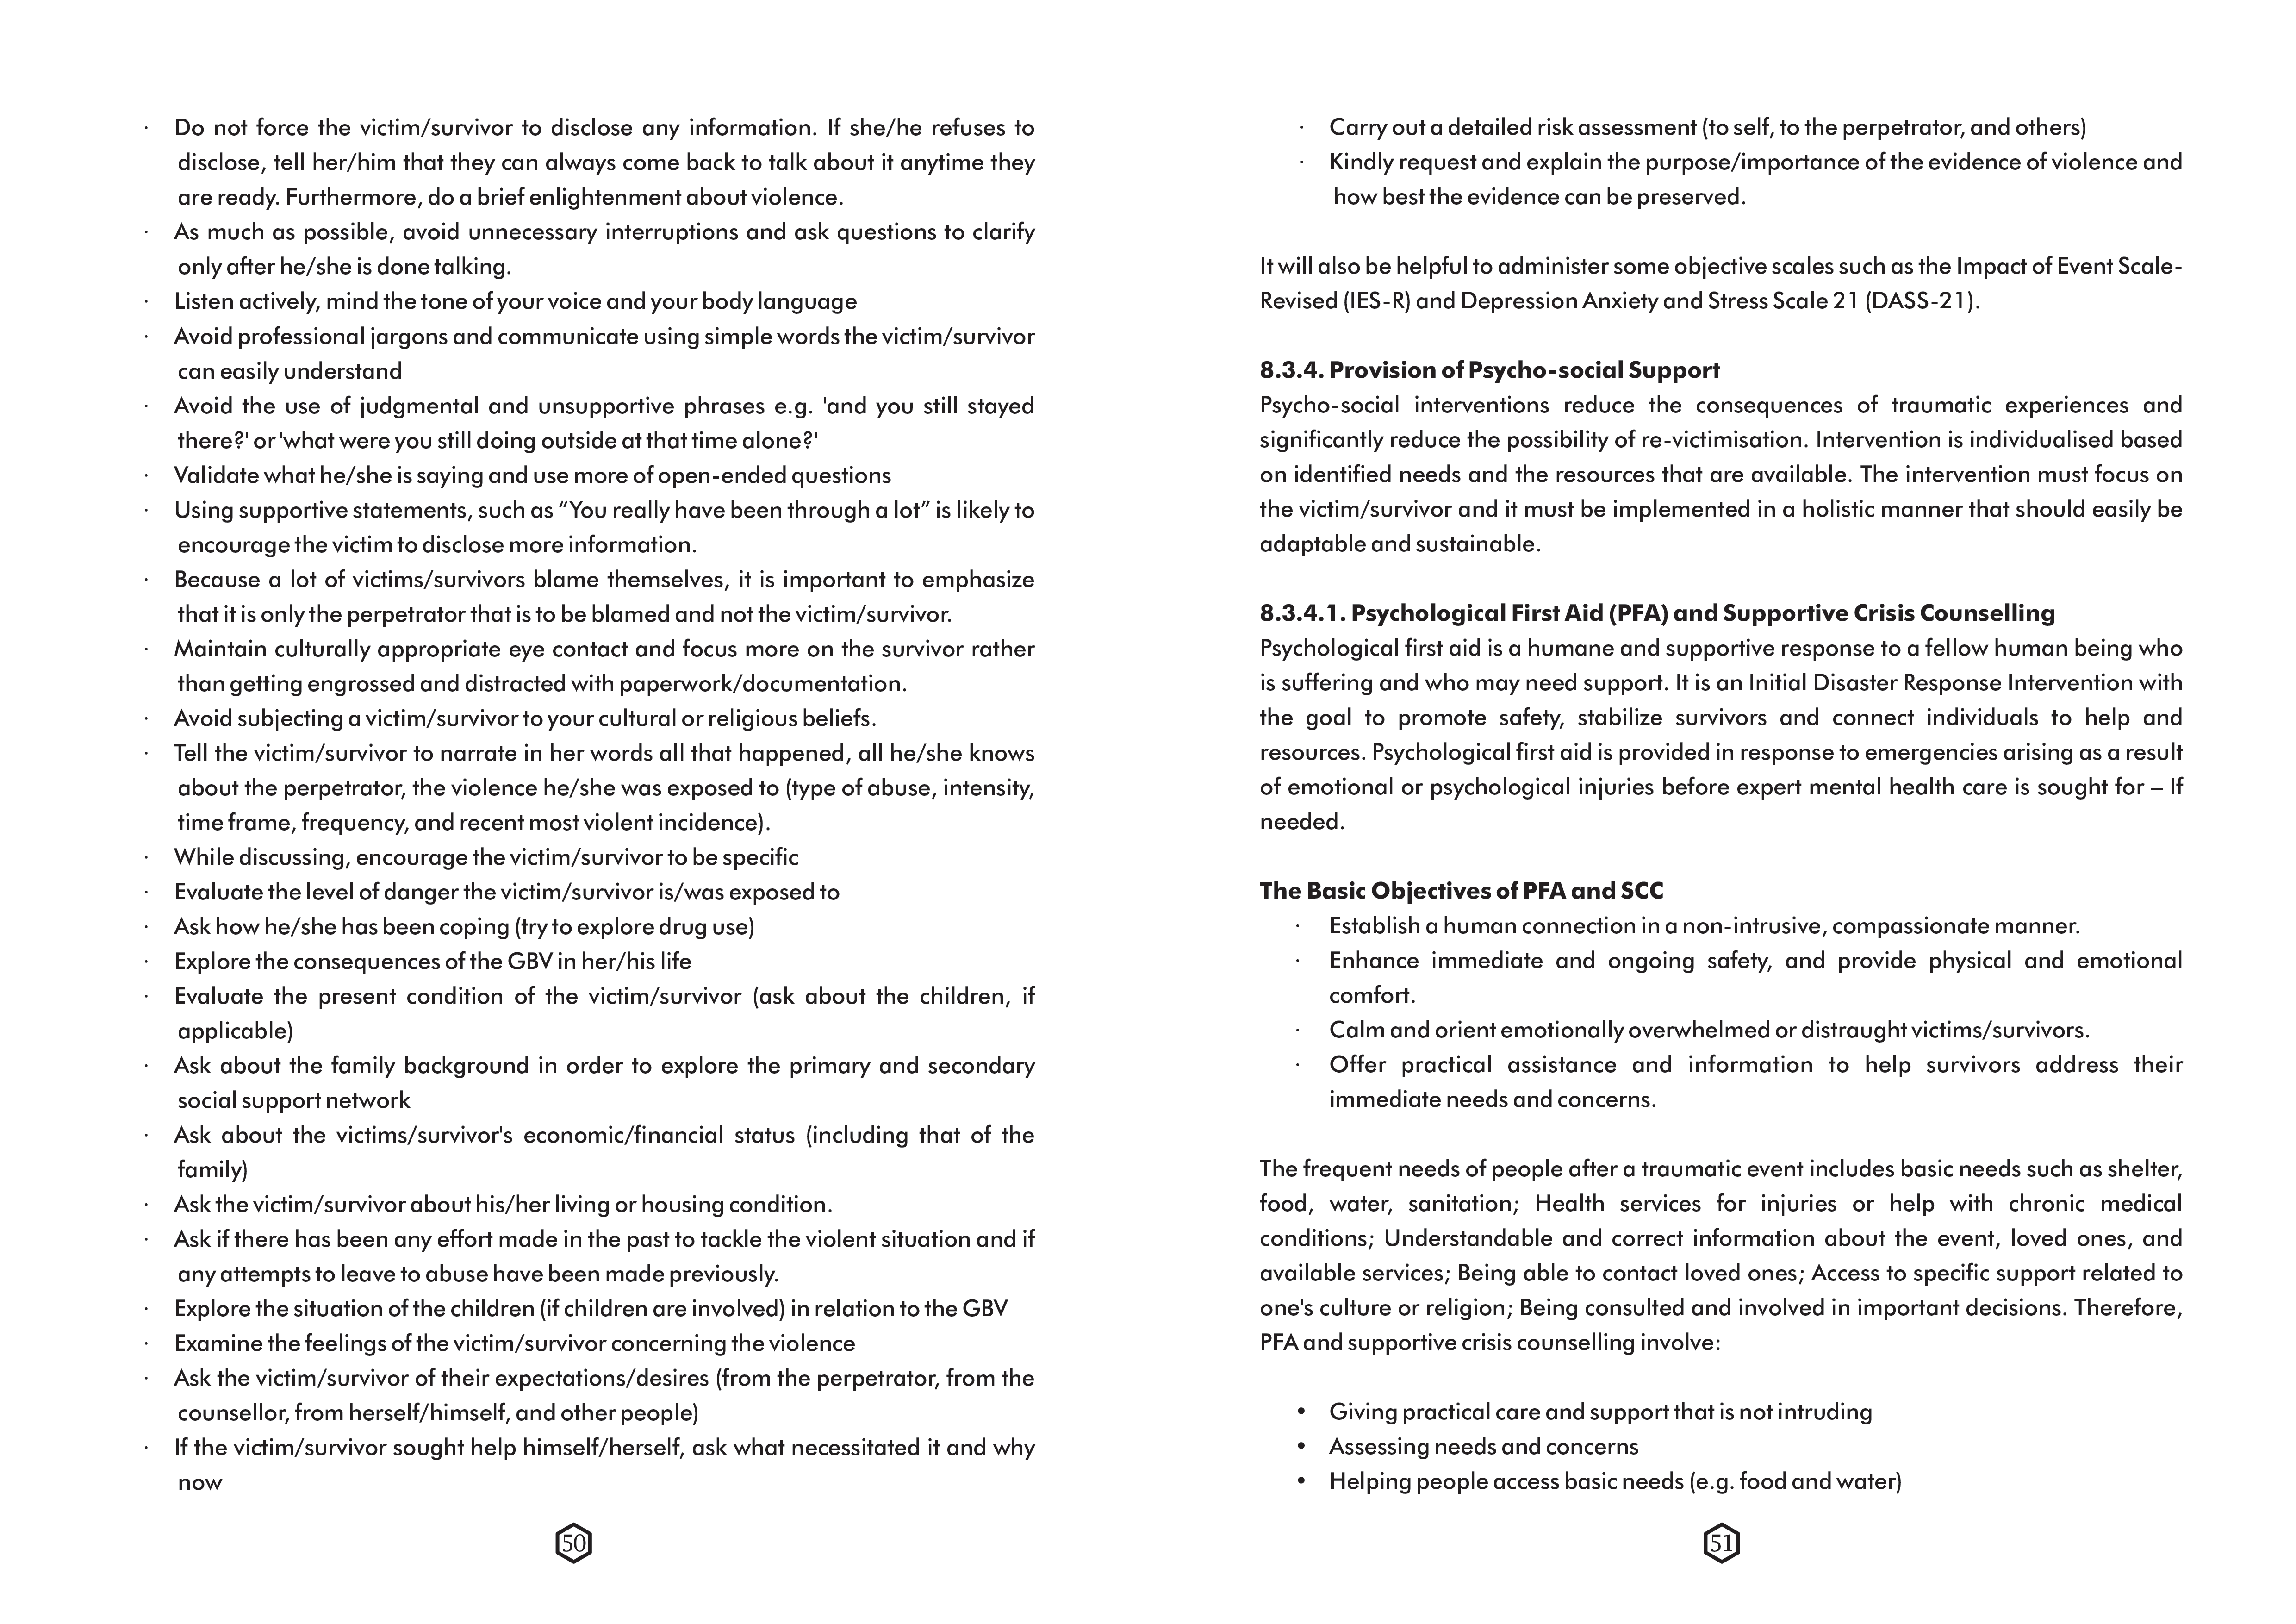 · Do not force the victim/survivor to disclose any information. If she/he refuses to
disclose, tell her/him that they can always come back to talk about it anytime they
are ready. Furthermore, do a brief enlightenment about violence.
· As much as possible, avoid unnecessary interruptions and ask questions to clarify
only after he/she is done talking.
· Listen actively, mind the tone of your voice and your body language
· Avoid professional jargons and communicate using simple words the victim/survivor
can easily understand
· Avoid the use of judgmental and unsupportive phrases e.g. 'and you still stayed
there?' or 'what were you still doing outside at that time alone?'
· Validate what he/she is saying and use more of open-ended questions
· Using supportive statements, such as “You really have been through a lot” is likely to
encourage the victim to disclose more information.
· Because a lot of victims/survivors blame themselves, it is important to emphasize
that it is only the perpetrator that is to be blamed and not the victim/survivor.
· Maintain culturally appropriate eye contact and focus more on the survivor rather
than getting engrossed and distracted with paperwork/documentation.
· Avoid subjecting a victim/survivor to your cultural or religious beliefs.
· Tell the victim/survivor to narrate in her words all that happened, all he/she knows
about the perpetrator, the violence he/she was exposed to (type of abuse, intensity,
time frame, frequency, and recent most violent incidence).
· While discussing, encourage the victim/survivor to be specific
· Evaluate the level of danger the victim/survivor is/was exposed to
· Ask how he/she has been coping (try to explore drug use)
· Explore the consequences of the GBV in her/his life
· Evaluate the present condition of the victim/survivor (ask about the children, if
applicable)
· Ask about the family background in order to explore the primary and secondary
social support network
· Ask about the victims/survivor's economic/financial status (including that of the
family)
· Ask the victim/survivor about his/her living or housing condition.
· Ask if there has been any effort made in the past to tackle the violent situation and if
any attempts to leave to abuse have been made previously.
· Explore the situation of the children (if children are involved) in relation to the GBV
· Examine the feelings of the victim/survivor concerning the violence
· Ask the victim/survivor of their expectations/desires (from the perpetrator, from the
counsellor, from herself/himself, and other people)
· If the victim/survivor sought help himself/herself, ask what necessitated it and why
now
50
· Carry out a detailed risk assessment (to self, to the perpetrator, and others)
· Kindly request and explain the purpose/importance of the evidence of violence and
how best the evidence can be preserved.
It will also be helpful to administer some objective scales such as the Impact of Event Scale-
Revised (IES-R) and Depression Anxiety and Stress Scale 21 (DASS-21).
8.3.4. Provision of Psycho-social Support
Psycho-social interventions reduce the consequences of traumatic experiences and
significantly reduce the possibility of re-victimisation. Intervention is individualised based
on identified needs and the resources that are available. The intervention must focus on
the victim/survivor and it must be implemented in a holistic manner that should easily be
adaptable and sustainable.
8.3.4.1. Psychological First Aid (PFA) and Supportive Crisis Counselling
Psychological first aid is a humane and supportive response to a fellow human being who
is suffering and who may need support. It is an Initial Disaster Response Intervention with
the goal to promote safety, stabilize survivors and connect individuals to help and
resources. Psychological first aid is provided in response to emergencies arising as a result
of emotional or psychological injuries before expert mental health care is sought for – If
needed.
The Basic Objectives of PFA and SCC
· Establish a human connection in a non-intrusive, compassionate manner.
· Enhance immediate and ongoing safety, and provide physical and emotional
comfort.
· Calm and orient emotionally overwhelmed or distraught victims/survivors.
· Offer practical assistance and information to help survivors address their
immediate needs and concerns.
The frequent needs of people after a traumatic event includes basic needs such as shelter,
food, water, sanitation; Health services for injuries or help with chronic medical
conditions; Understandable and correct information about the event, loved ones, and
available services; Being able to contact loved ones; Access to specific support related to
one's culture or religion; Being consulted and involved in important decisions. Therefore,
PFA and supportive crisis counselling involve:
• Giving practical care and support that is not intruding
• Assessing needs and concerns
• Helping people access basic needs (e.g. food and water)
51